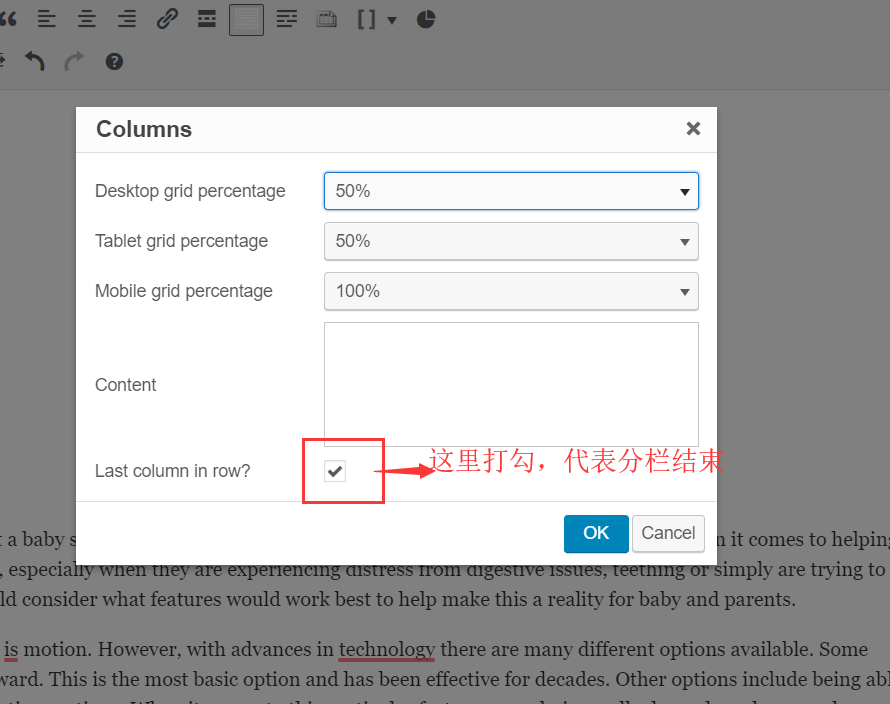 Columns
Desktop grid percentage 50%
Tablet grid percentage 50%
Mobile grid percentage 100%
Content
Last column in row? 这里打勾，代表分栏结束
OK Cancel
a baby n it comes to helping
, especially when they are experiencing distress from digestive issues, teething or simply are trying to
ld consider what features would work best to help make this a reality for baby and parents.
is motion. However, with advances in technology there are many different options available. Some
ward. This is the most basic option and has been effective for decades. Other options include being abl